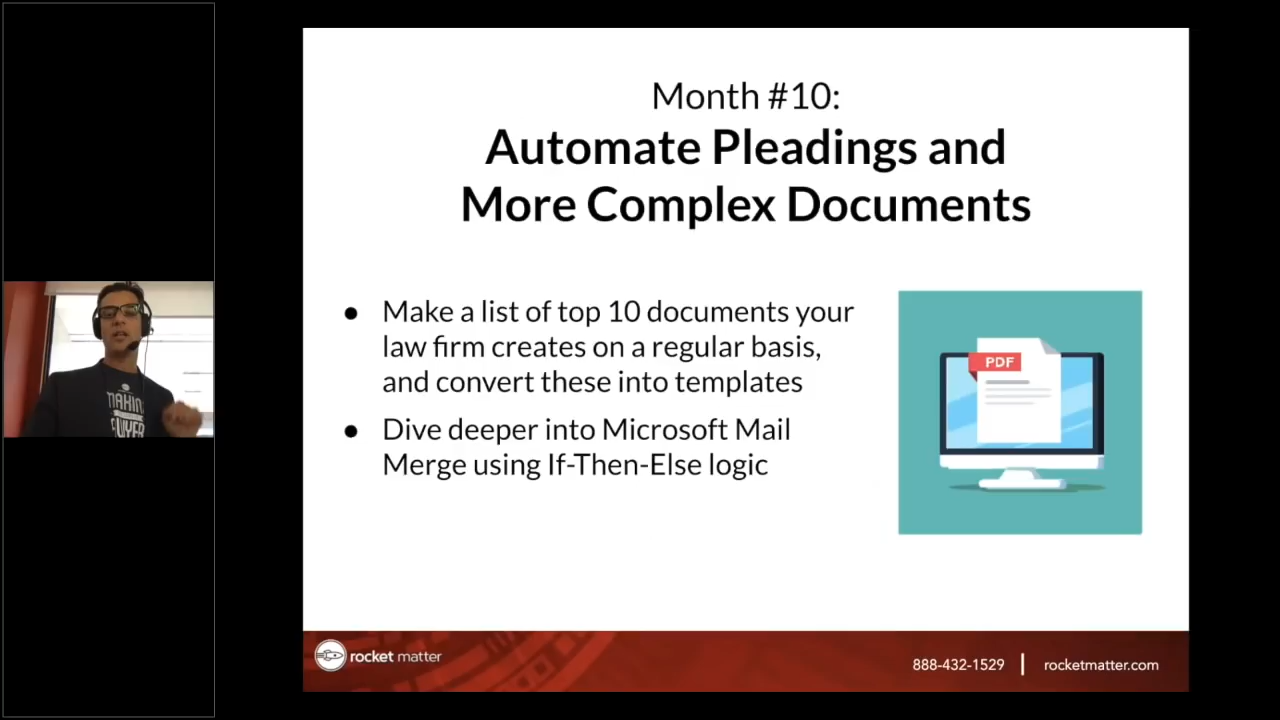 Month #10:
Automate Pleadings and
More Complex Documents
● Make a list of top 10 documents your
law firm creates on a regular basis,
and convert these into templates
● Dive deeper into Microsoft Mail
Merge using If-Then-Else logic
PDF
MAKING
rocket matter
888-432-1529 | rocketmatter.com